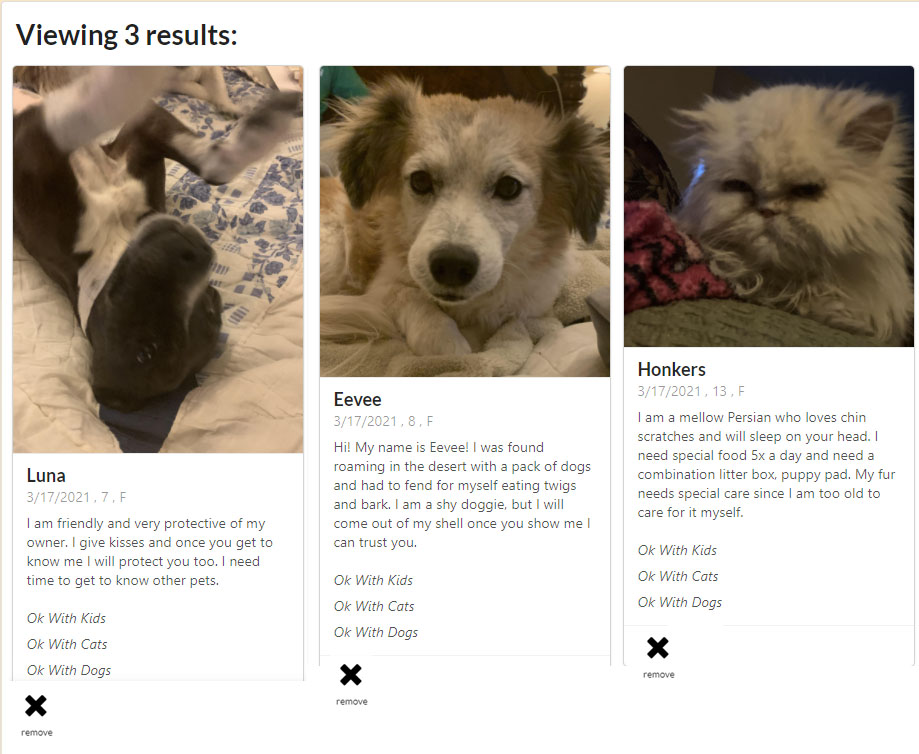 Viewing 3 results:
Luna
3/17/2021 , 7 , F
I am friendly and very protective of my
owner. I give kisses and once you get to
know me I will protect you too. I need
time to get to know other pets.
Ok With Kids
Ok With Cats
Ok With Dogs
remove
Eevee
3/17/2021 , 8 , F
Hi! My name is Eevee! I was found
roaming in the desert with a pack of dogs
and had to fend for myself eating twigs
and bark. I am a shy doggie, but I will
come out of my shell once you show me I
can trust you.
Ok With Kids
Ok With Cats
Ok With Dogs
remove
Honkers
3/17/2021 , 13 , F
I am a mellow Persian who loves chin
scratches and will sleep on your head. I
need special food 5x a day and need a
combination litter box, puppy pad. My fur
needs special care since I am too old to
care for it myself.
Ok With Kids
Ok With Cats
Ok With Dogs
remove